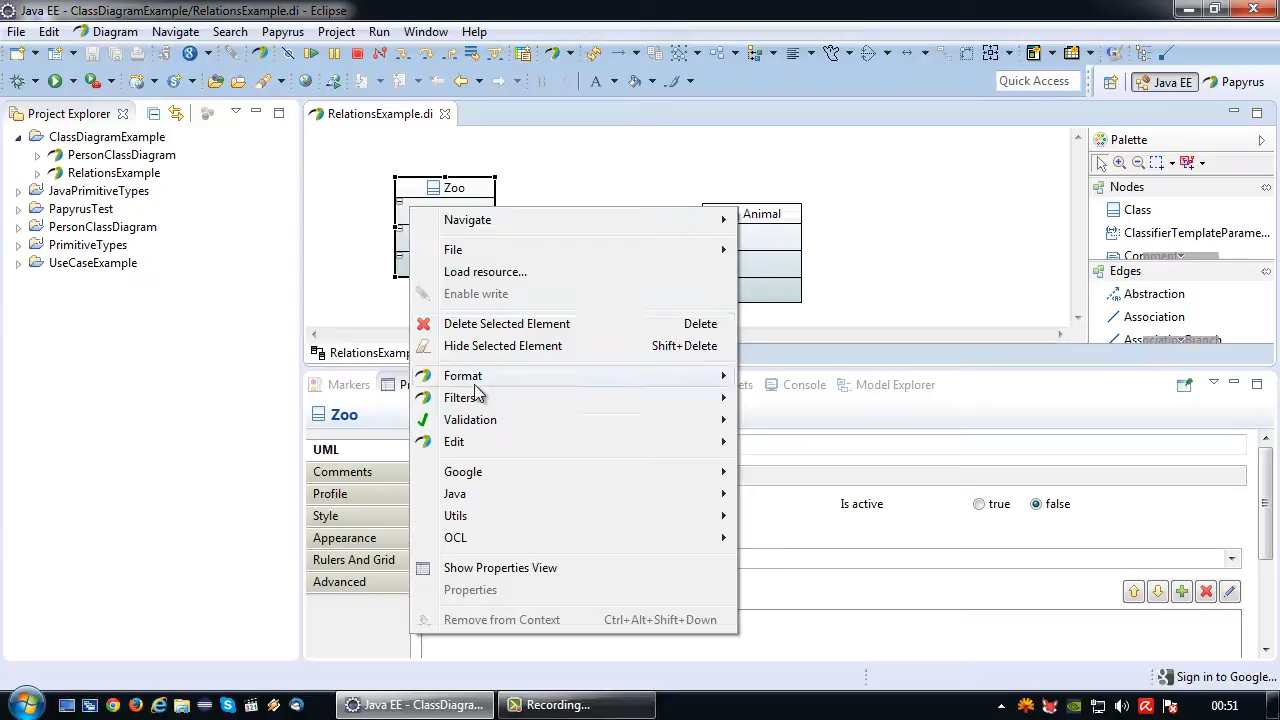 Java EE - ClassDiagramExample/RelationsExample.di - Eclipse
File Edit Diagram Navigate Search Papyrus Project Run Window Help
Quick Access Java EE Papyrus
Project Explorer
ClassDiagramExample
PersonClassDiagram
RelationsExample
JavaPrimitiveTypes
PapyrusTest
PersonClassDiagram
PrimitiveTypes
UseCaseExample
RelationsExample.di
Zoo
Animal
Palette
Nodes
Class
ClassifierTemplateParame...
Edges
Abstraction
Association
RelationsExamp
Navigate
File
Load resource...
Enable write
Delete Selected Element Delete
Hide Selected Element Shift+Delete
Format
Filters
Validation
Edit
Google
Java
Utils
OCL
Show Properties View
Properties
Remove from Context Ctrl+Alt+Shift+Down
Markers P ets Console Model Explorer
Zoo
UML
Comments
Profile
Style
Appearance
Rulers And Grid
Advanced
Is active true false
Sign in to Google...
Java EE - ClassDiagra... Recording... 00:51